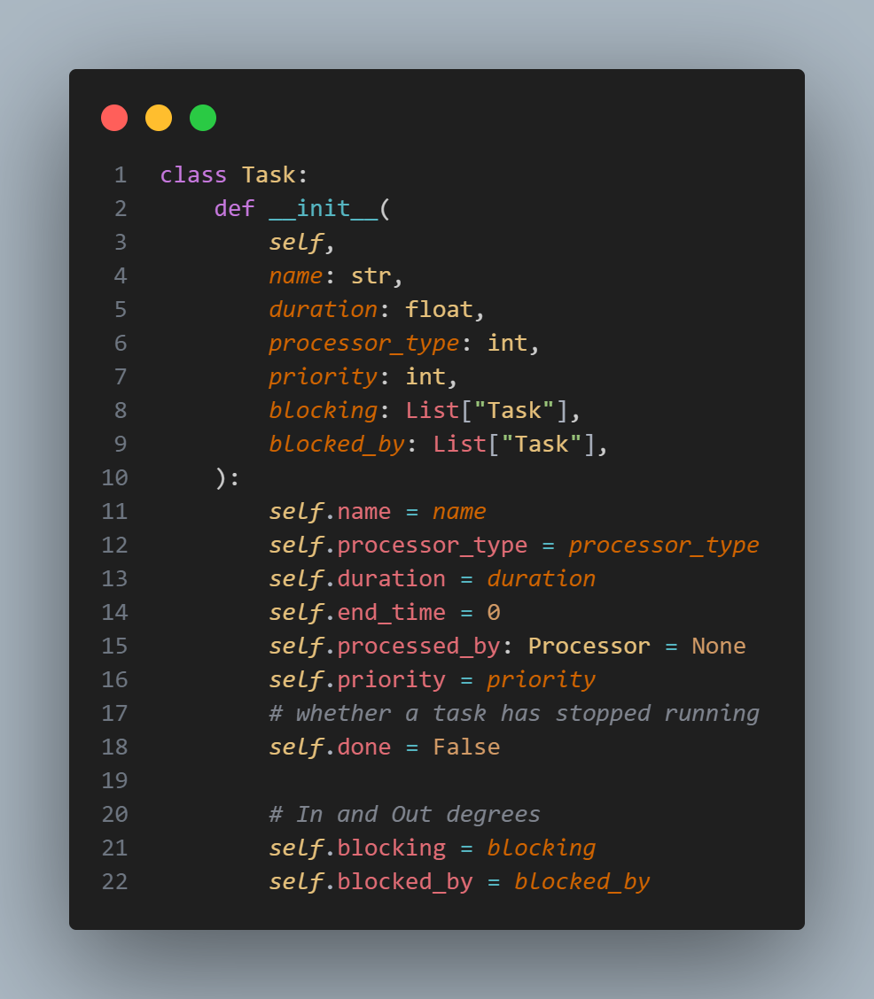 1 class Task:
2     def __init__(
3         self,
4         name: str,
5         duration: float,
6         processor_type: int,
7         priority: int,
8         blocking: List["Task"],
9         blocked_by: List["Task"],
10     ):
11         self.name = name
12         self.processor_type = processor_type
13         self.duration = duration
14         self.end_time = 0
15         self.processed_by: Processor = None
16         self.priority = priority
17         # whether a task has stopped running
18         self.done = False
19
20         # In and Out degrees
21         self.blocking = blocking
22         self.blocked_by = blocked_by